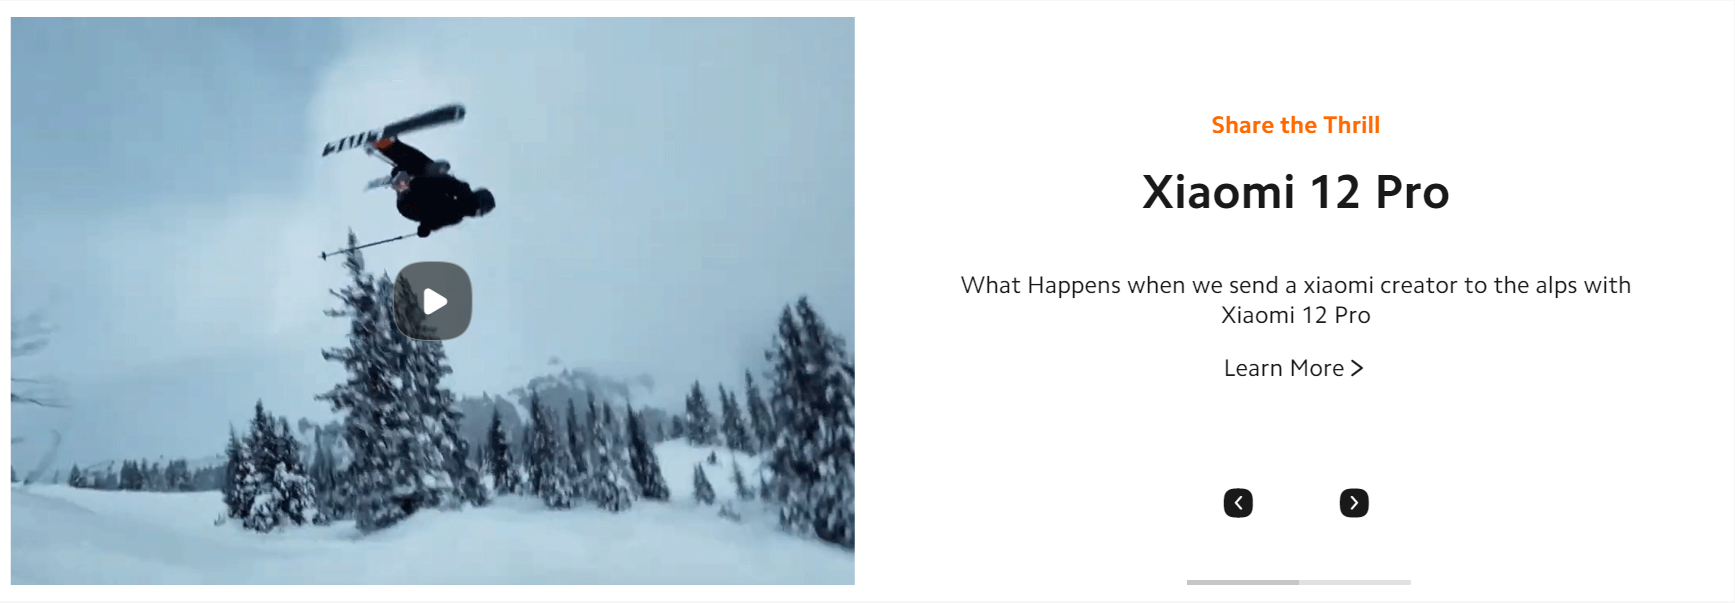 Share the Thrill
Xiaomi 12 Pro
What Happens when we send a xiaomi creator to the alps with
Xiaomi 12 Pro
Learn More >